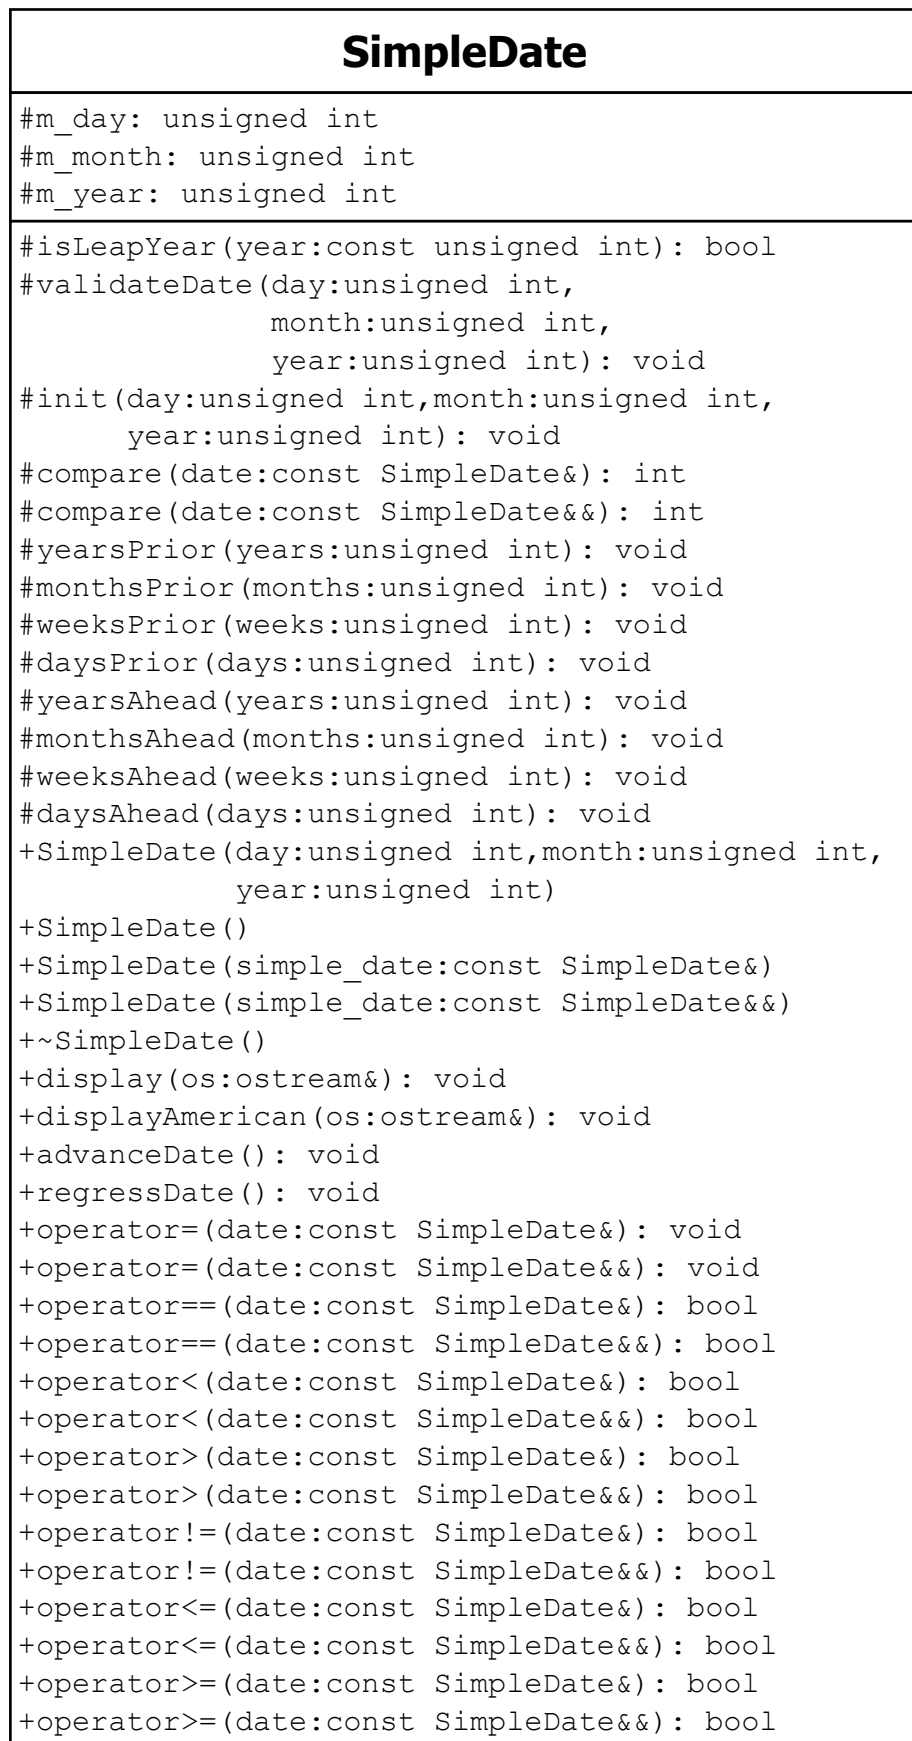 SimpleDate
#m_day: unsigned int
#m_month: unsigned int
#m_year: unsigned int
#isLeapYear(year:const unsigned int): bool
#validateDate(day:unsigned int,
month:unsigned int,
year:unsigned int): void
#init(day:unsigned int,month:unsigned int,
year:unsigned int): void
#compare(date:const SimpleDate&): int
#compare(date:const SimpleDate&&): int
#yearsPrior(years:unsigned int): void
#monthsPrior(months:unsigned int): void
#weeksPrior(weeks:unsigned int): void
#daysPrior(days:unsigned int): void
#yearsAhead(years:unsigned int): void
#monthsAhead(months:unsigned int): void
#weeksAhead(weeks:unsigned int): void
#daysAhead(days:unsigned int): void
+SimpleDate(day:unsigned int,month:unsigned int,
year:unsigned int)
+SimpleDate()
+SimpleDate(simple_date:const SimpleDate&)
+SimpleDate(simple_date:const SimpleDate&&)
+~SimpleDate()
+display(os:ostream&): void
+displayAmerican(os:ostream&): void
+advanceDate(): void
+regressDate(): void
+operator=(date:const SimpleDate&): void
+operator=(date:const SimpleDate&&): void
+operator==(date:const SimpleDate&): bool
+operator==(date:const SimpleDate&&): bool
+operator<(date:const SimpleDate&): bool
+operator<(date:const SimpleDate&&): bool
+operator>(date:const SimpleDate&): bool
+operator>(date:const SimpleDate&&): bool
+operator!=(date:const SimpleDate&): bool
+operator!=(date:const SimpleDate&&): bool
+operator<=(date:const SimpleDate&): bool
+operator<=(date:const SimpleDate&&): bool
+operator>=(date:const SimpleDate&): bool
+operator>=(date:const SimpleDate&&): bool